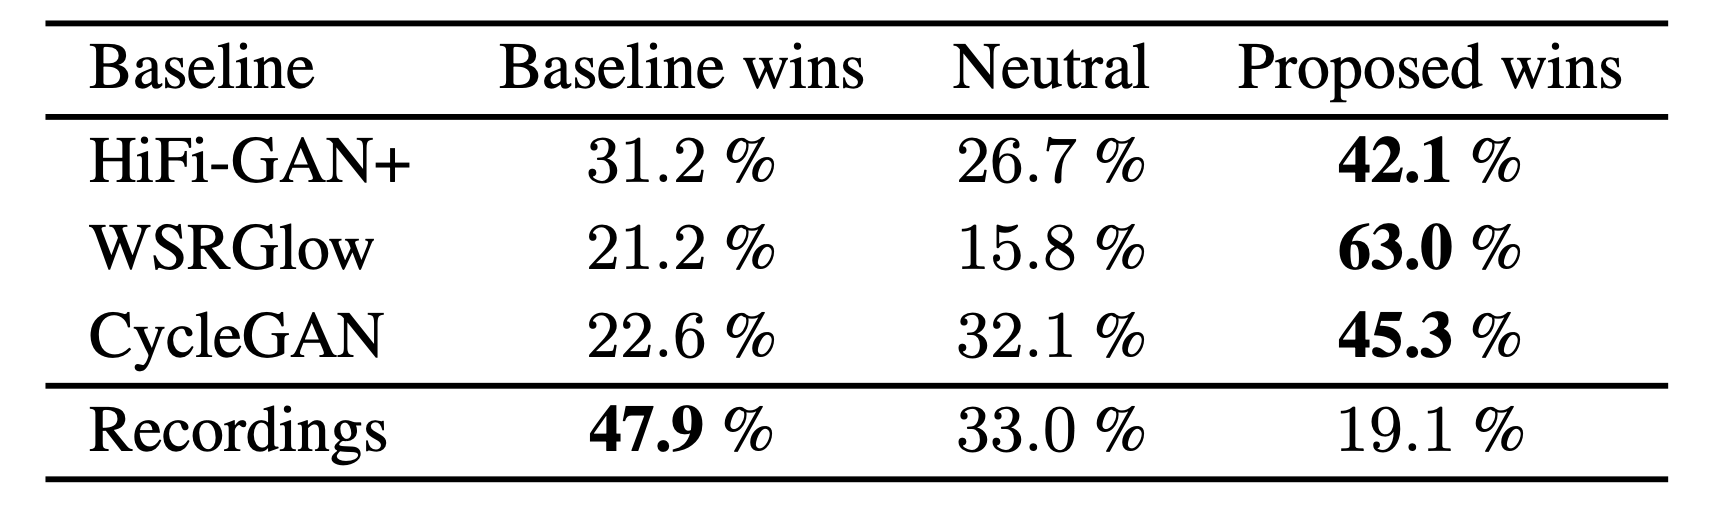 Baseline Baseline wins Neutral Proposed wins
HiFi-GAN+ 31.2 % 26.7 % 42.1 %
WSRGlow 21.2 % 15.8 % 63.0 %
CycleGAN 22.6 % 32.1 % 45.3 %
Recordings 47.9 % 33.0 % 19.1 %